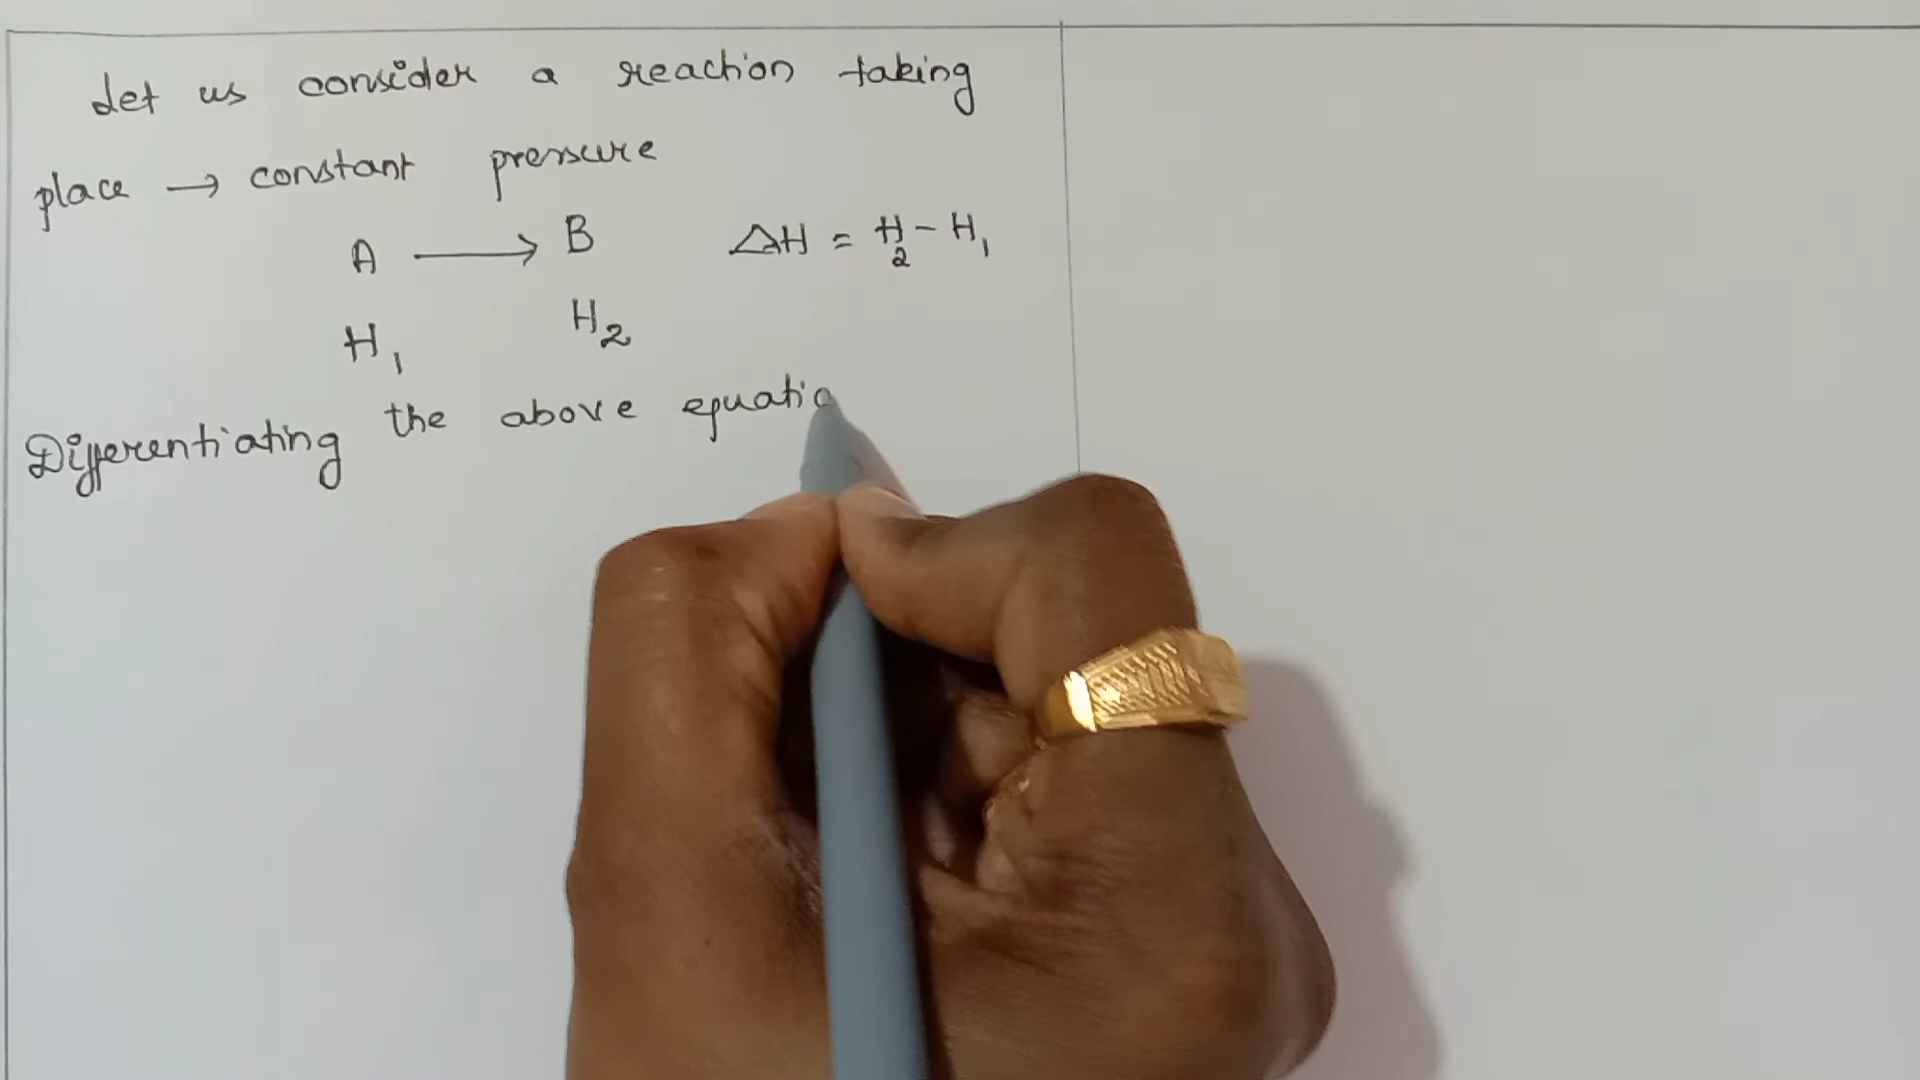 Let us consider a reaction taking
place → constant pressure
A ⟶ B ΔH = H₂ - H₁
H₁ H₂
Differentiating the above equatio